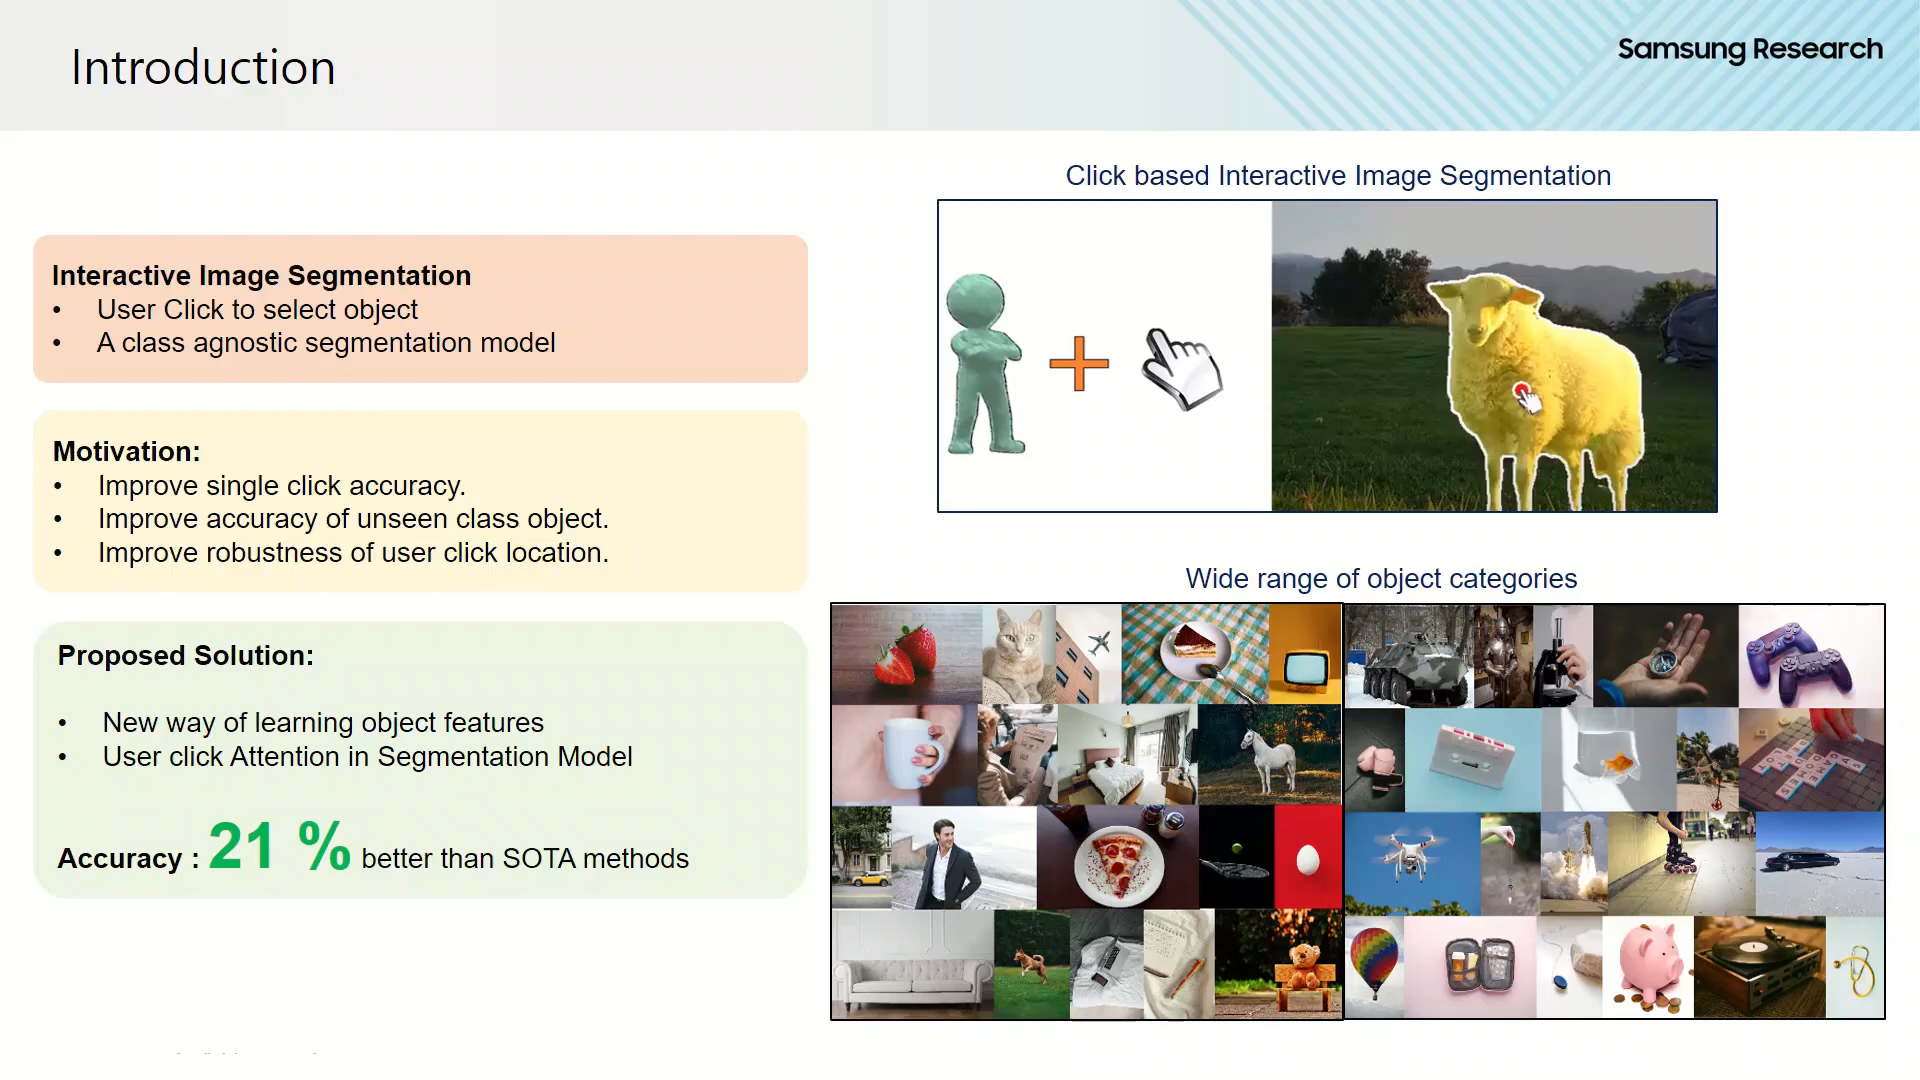 Introduction
Samsung Research
Interactive Image Segmentation
• User Click to select object
• A class agnostic segmentation model
Motivation:
• Improve single click accuracy.
• Improve accuracy of unseen class object.
• Improve robustness of user click location.
Proposed Solution:
• New way of learning object features
• User click Attention in Segmentation Model
Accuracy : 21 % better than SOTA methods
Click based Interactive Image Segmentation
Wide range of object categories